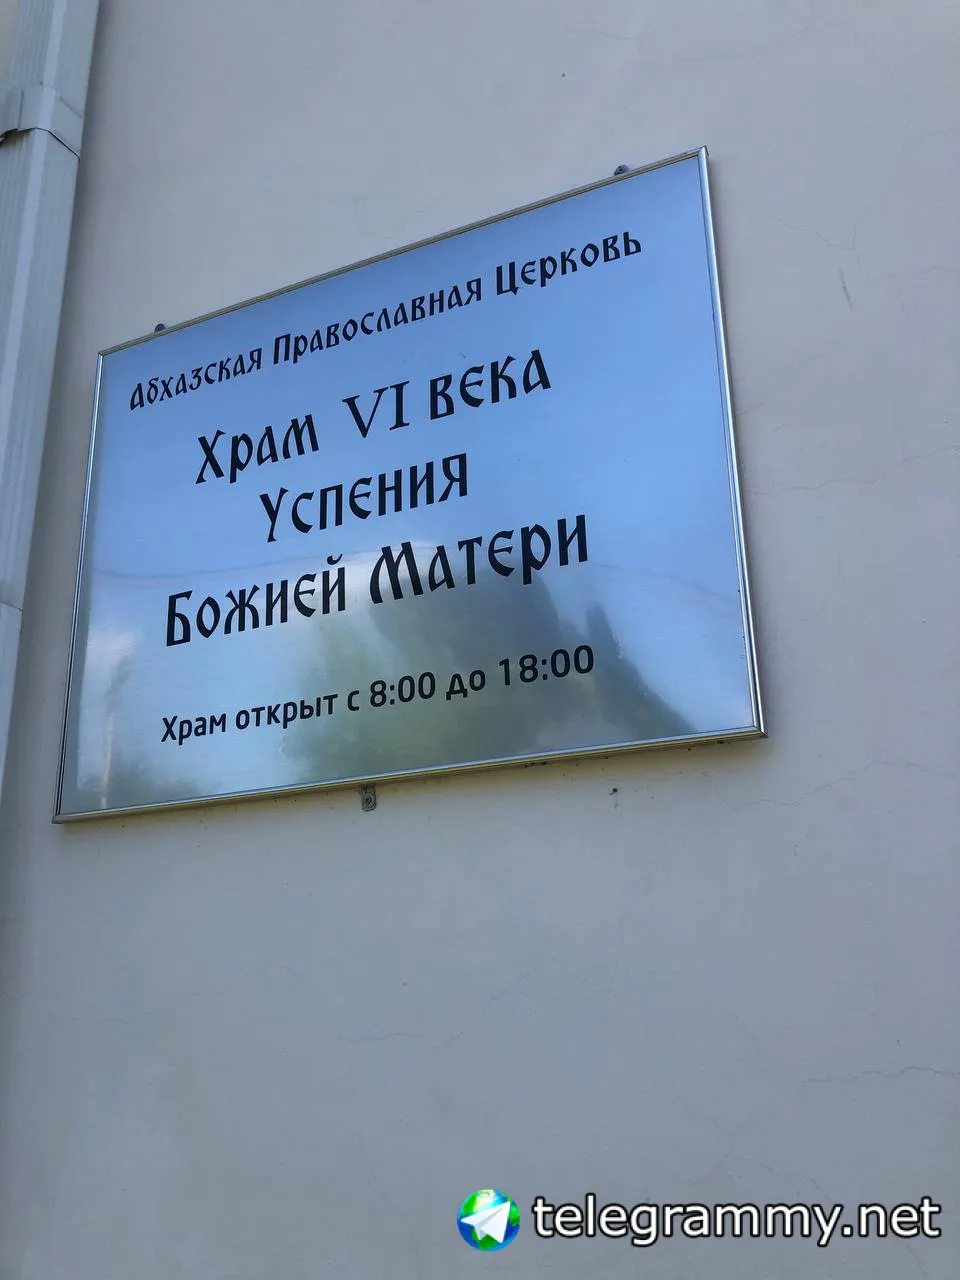 Абхазская Православная Церковь
Храм VI века
Успения
Божией Матери
Храм открыт с 8:00 до 18:00
telegrammy.net